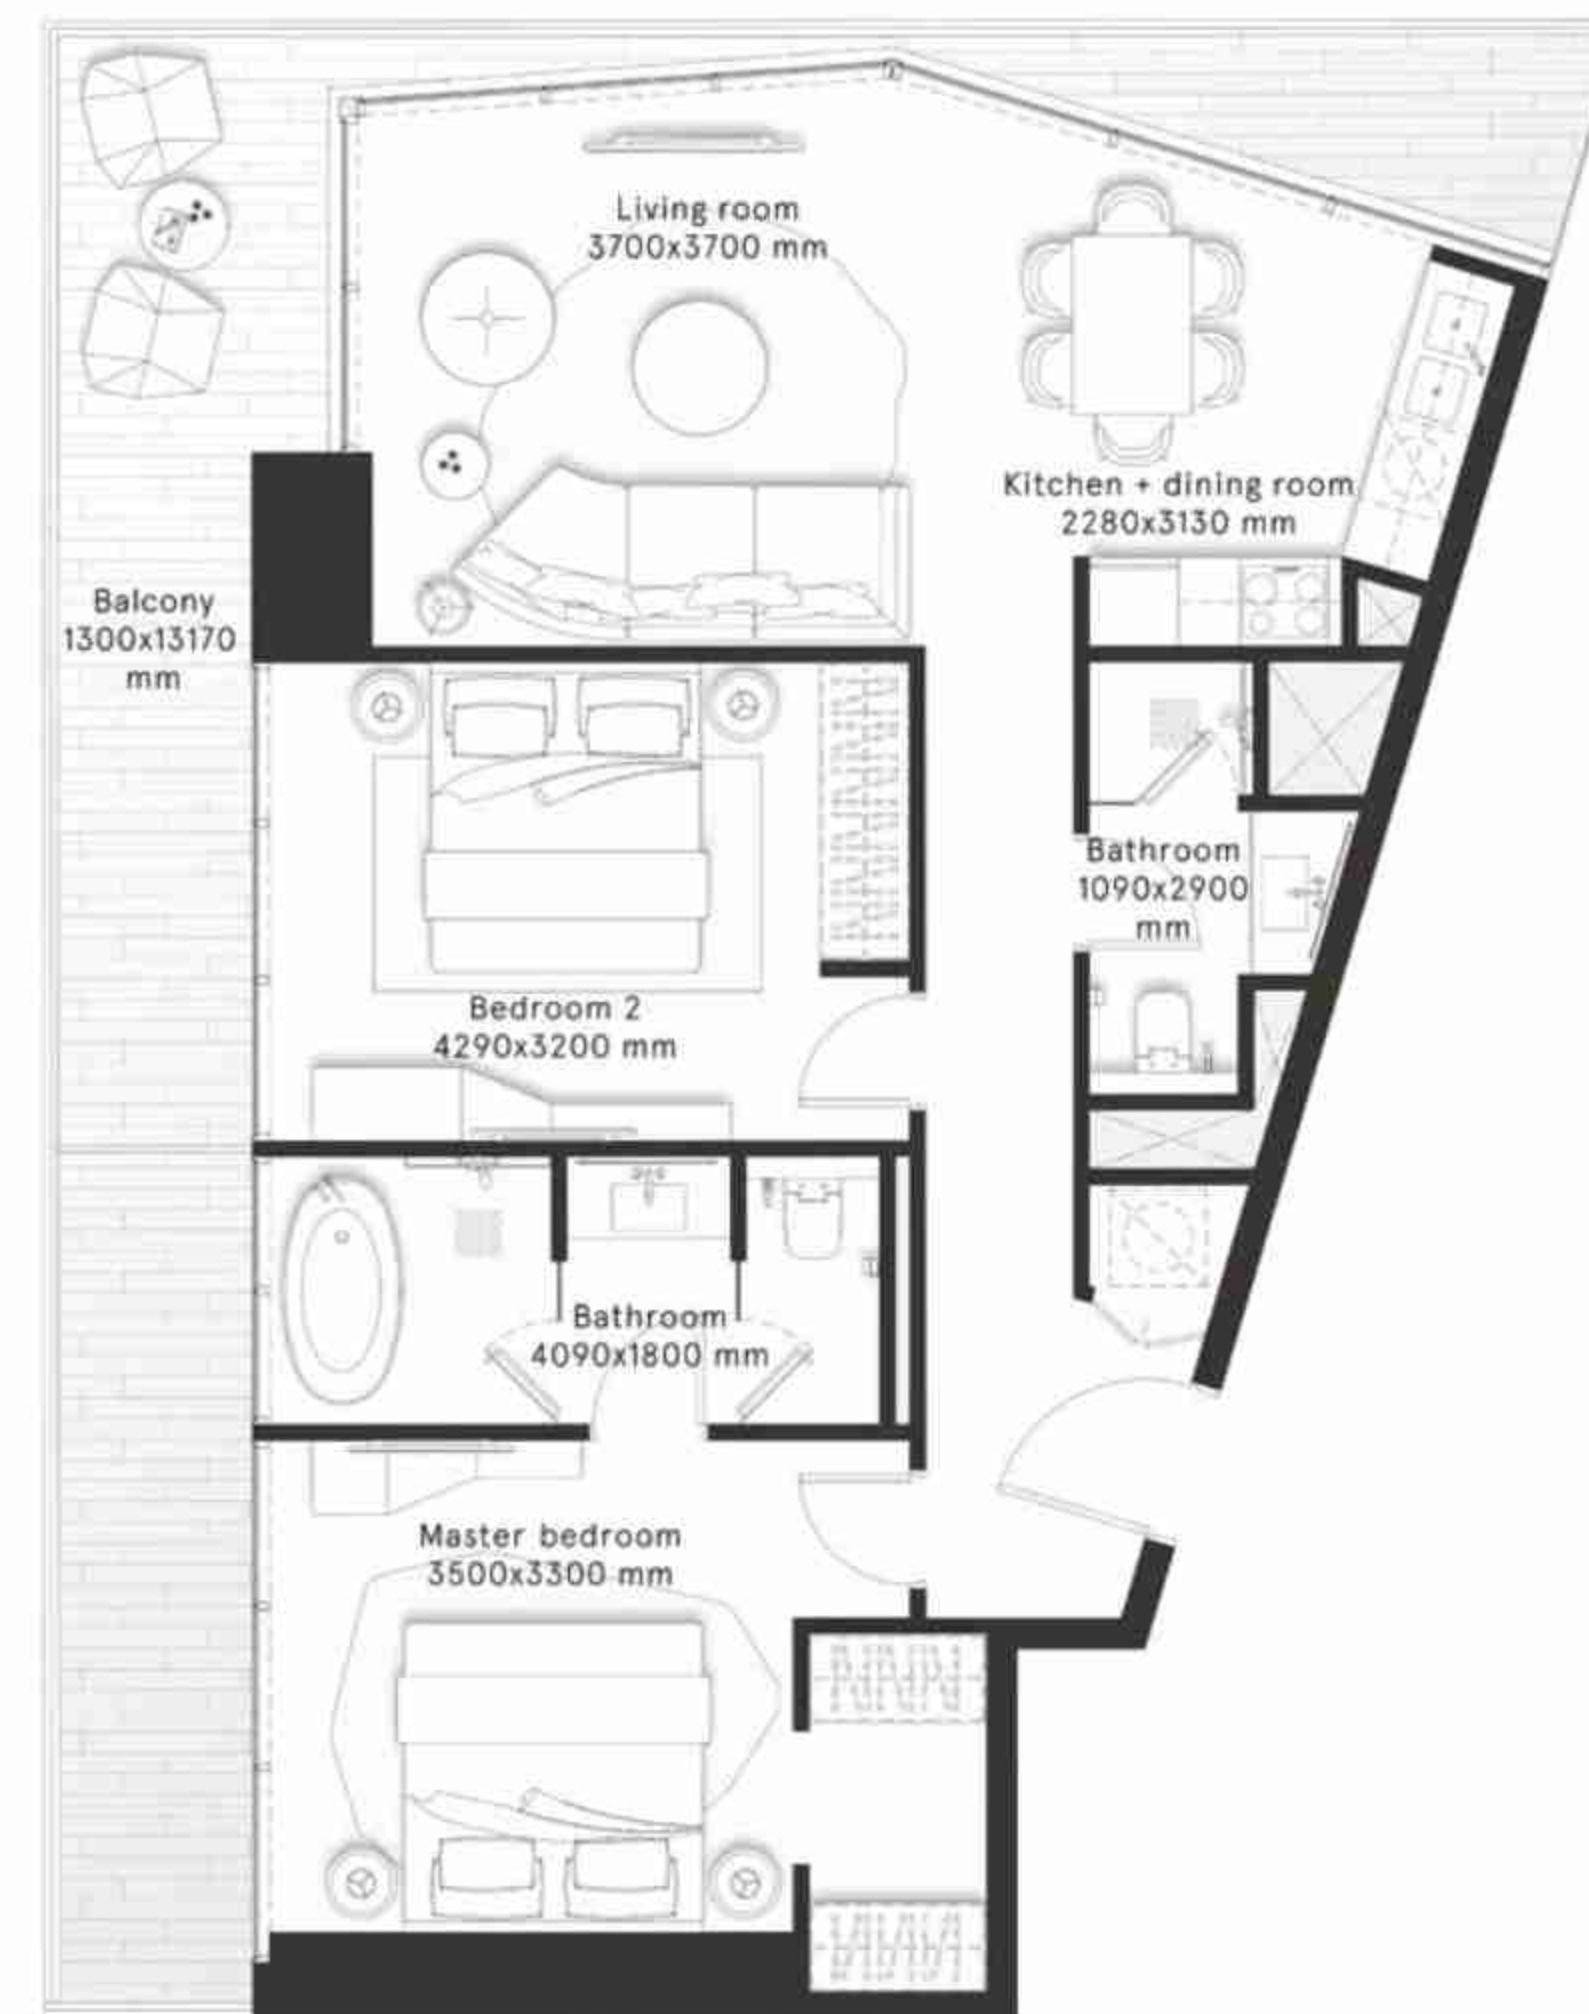 Living room
3700x3700 mm
Kitchen + dining room
2280x3130 mm
Balcony
1300x13170
mm
Bathroom
1090x2900
mm
Bedroom 2
4290x3200 mm
Bathroom
4090x1800 mm
Master bedroom
3500x3300 mm